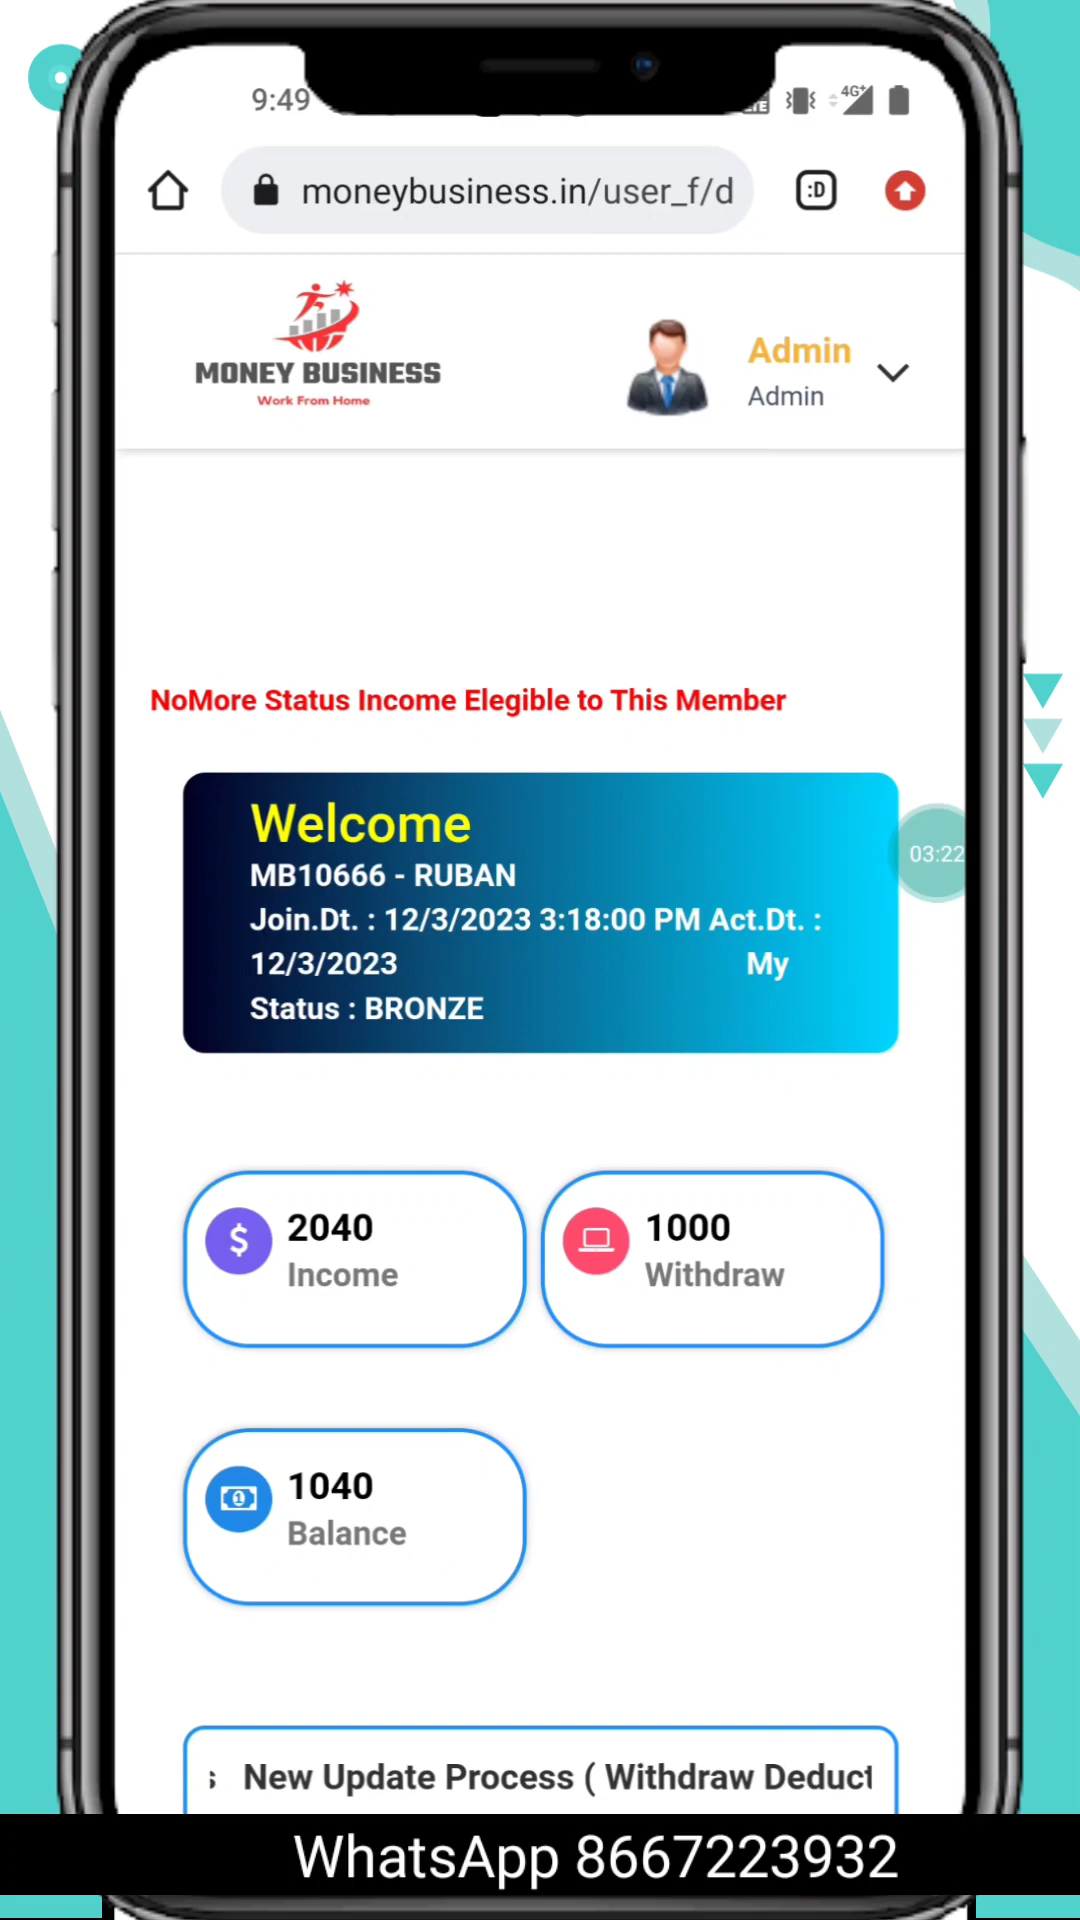 9:49
LTE
4G+
moneybusiness.in/user_f/d
:D
MONEY BUSINESS
Work From Home
Admin
Admin
NoMore Status Income Elegible to This Member
Welcome
MB10666 - RUBAN
Join.Dt. : 12/3/2023 3:18:00 PM Act.Dt. :
12/3/2023 My
Status : BRONZE
03:22
2040
Income
1000
Withdraw
1040
Balance
s New Update Process ( Withdraw Deduct
WhatsApp 8667223932